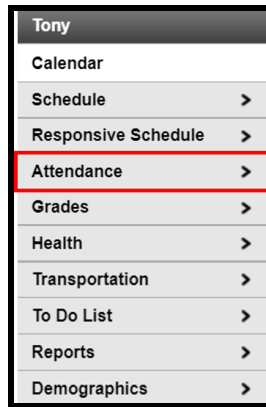 Tony
Calendar
Schedule
Responsive Schedule
Attendance
Grades
Health
Transportation
To Do List
Reports
Demographics